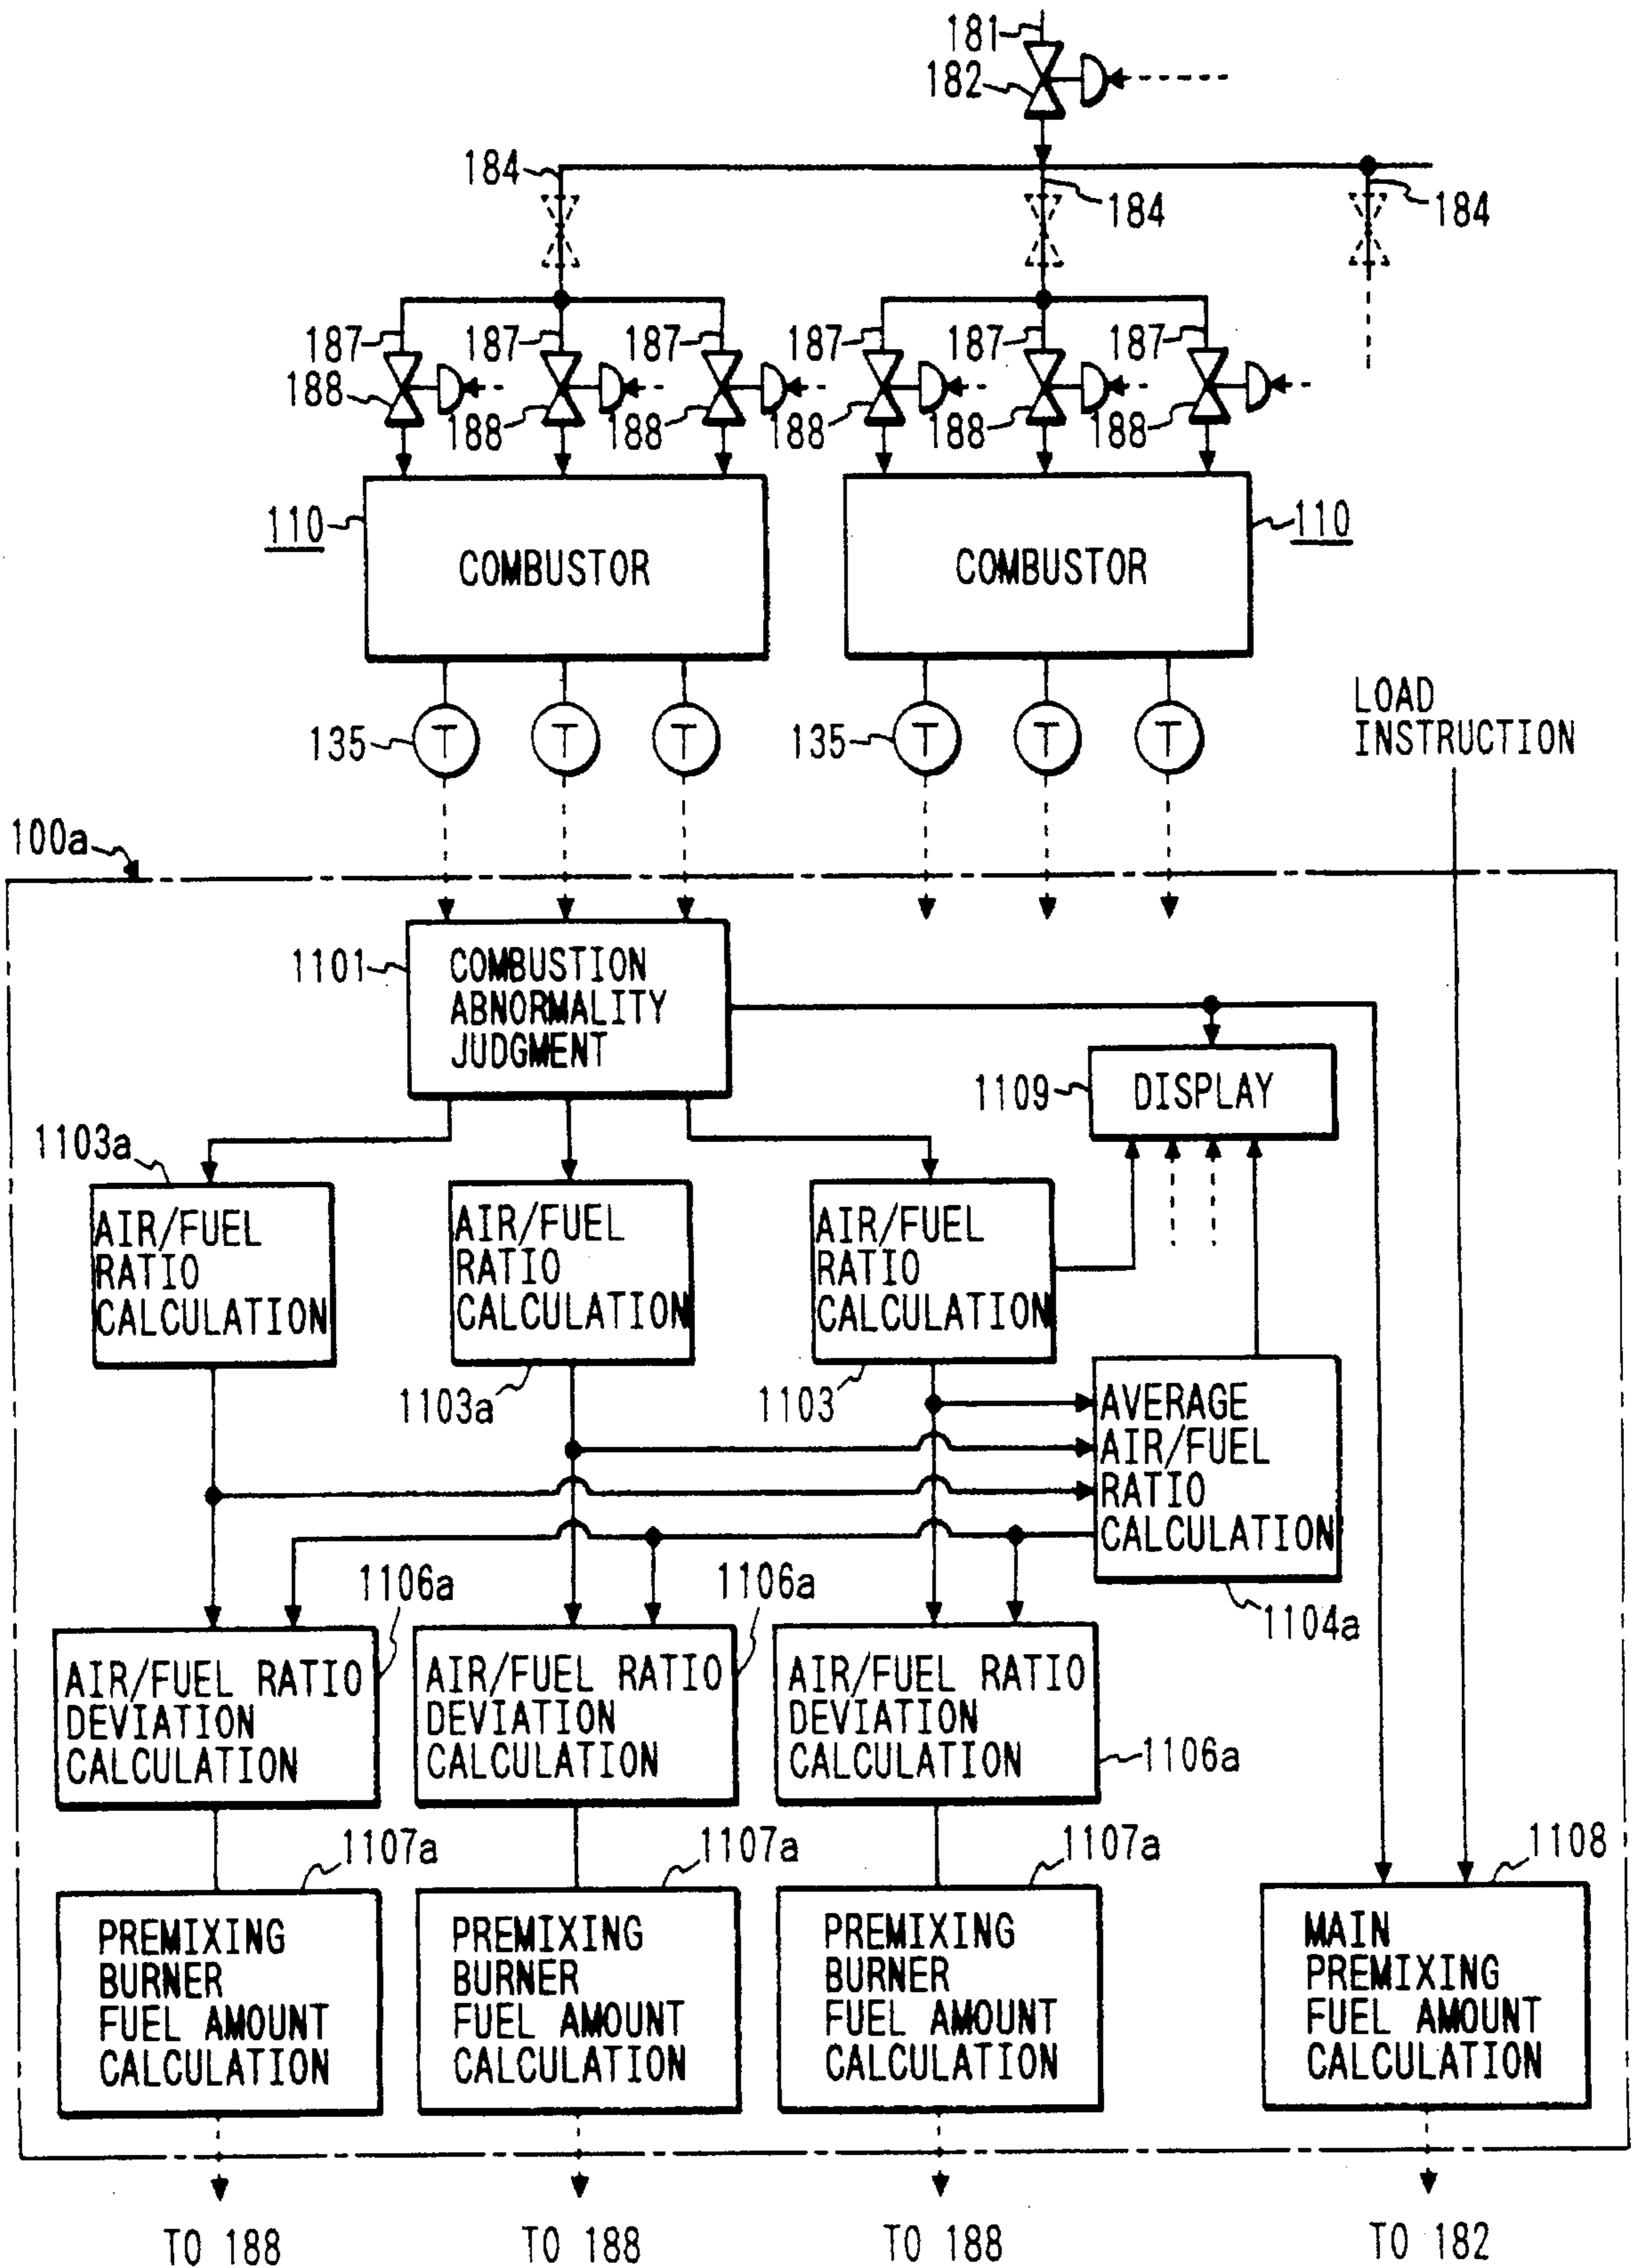 181
182
184
184
184
187
187
187
187
187
187
188
188
188
188
188
188
110
COMBUSTOR
COMBUSTOR
110
135
T
T
T
135
T
T
T
LOAD
INSTRUCTION
100a
1101
COMBUSTION
ABNORMALITY
JUDGMENT
1109
DISPLAY
1103a
AIR/FUEL
RATIO
CALCULATION
AIR/FUEL
RATIO
CALCULATION
AIR/FUEL
RATIO
CALCULATION
1103a
1103
AVERAGE
AIR/FUEL
RATIO
CALCULATION
1104a
1106a
1106a
AIR/FUEL RATIO
DEVIATION
CALCULATION
AIR/FUEL RATIO
DEVIATION
CALCULATION
AIR/FUEL RATIO
DEVIATION
CALCULATION
1106a
1107a
1107a
1107a
1108
PREMIXING
BURNER
FUEL AMOUNT
CALCULATION
PREMIXING
BURNER
FUEL AMOUNT
CALCULATION
PREMIXING
BURNER
FUEL AMOUNT
CALCULATION
MAIN
PREMIXING
FUEL AMOUNT
CALCULATION
TO 188
TO 188
TO 188
TO 182